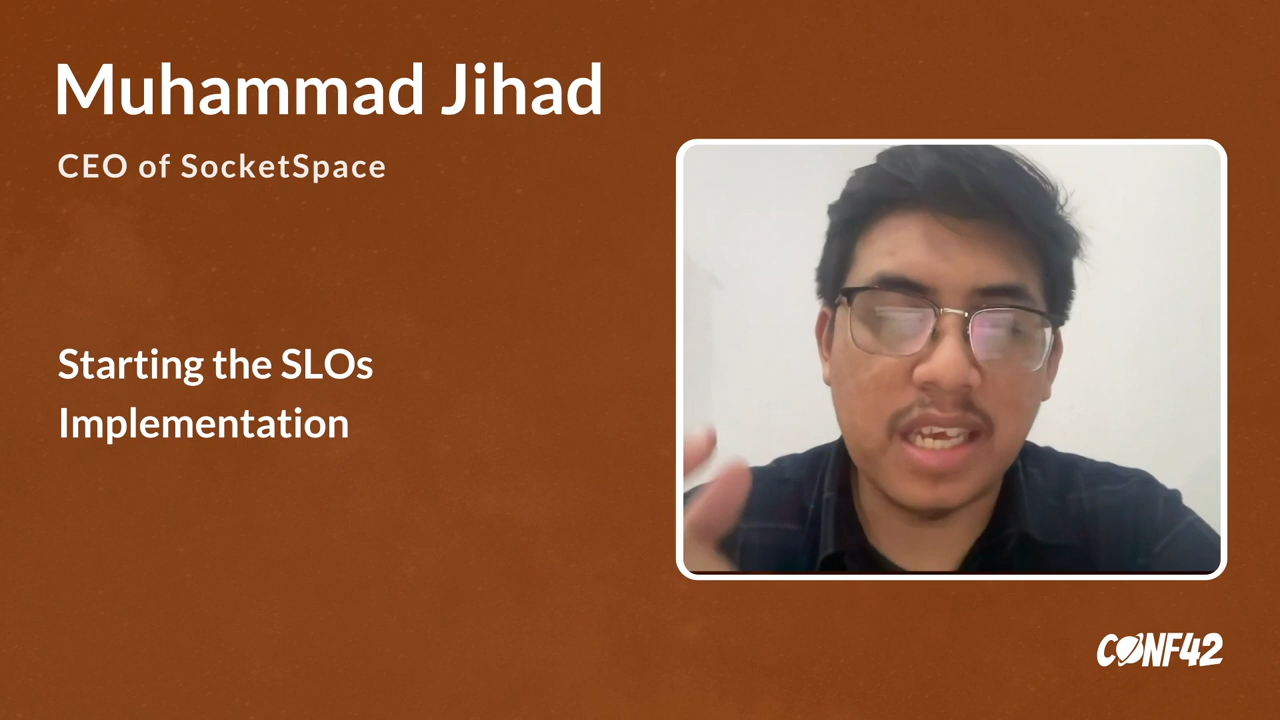 Muhammad Jihad
CEO of SocketSpace
Starting the SLOs
Implementation
CONF42